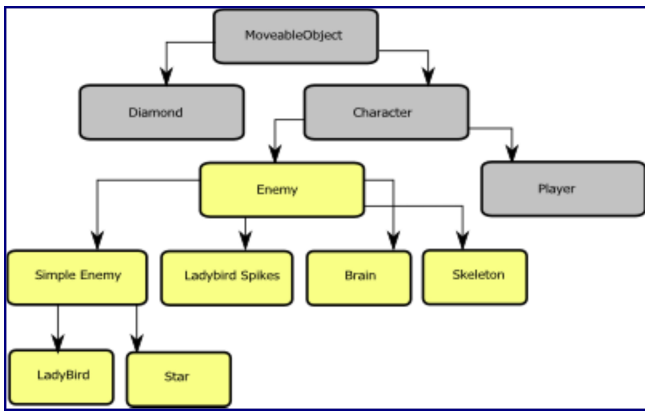 MoveableObject
Diamond
Character
Enemy
Player
Simple Enemy
Ladybird Spikes
Brain
Skeleton
LadyBird
Star